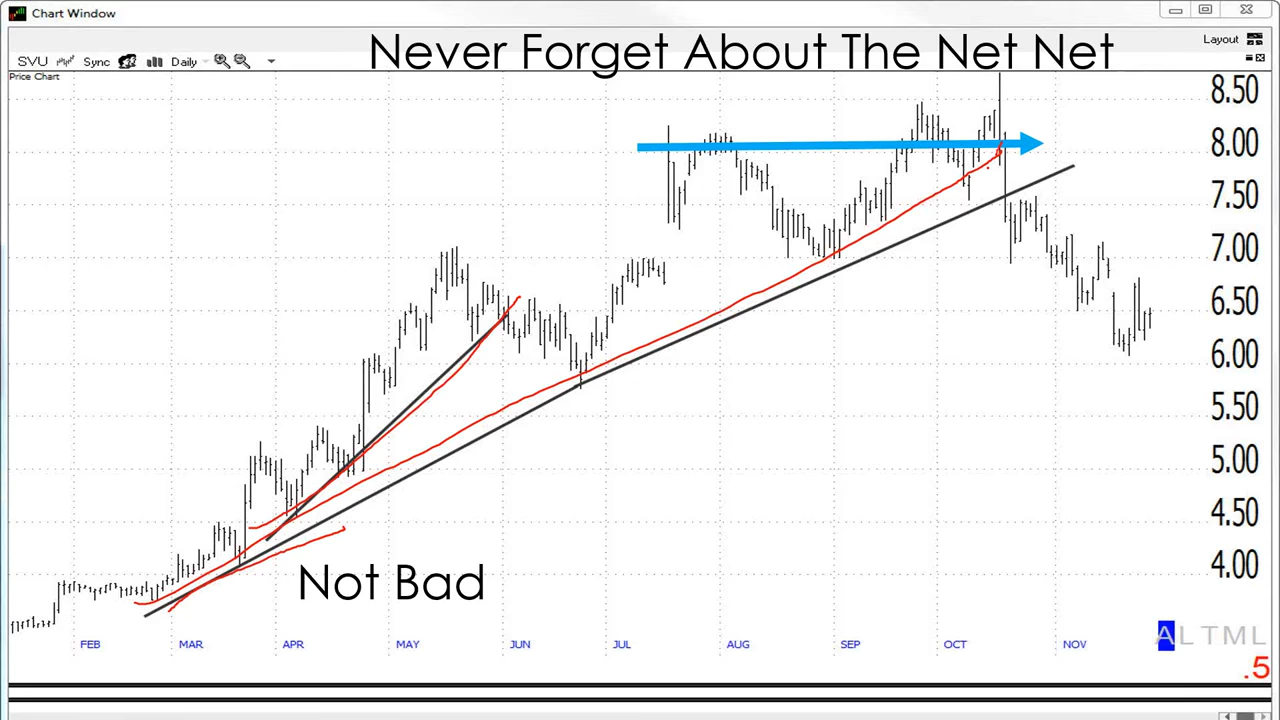 Chart Window
Never Forget About The Net Net
Layout
SVU Sync Daily
Price Chart
8.50
8.00
7.50
7.00
6.50
6.00
5.50
5.00
4.50
4.00
Not Bad
FEB MAR APR MAY JUN JUL AUG SEP OCT NOV
ALTML
.5